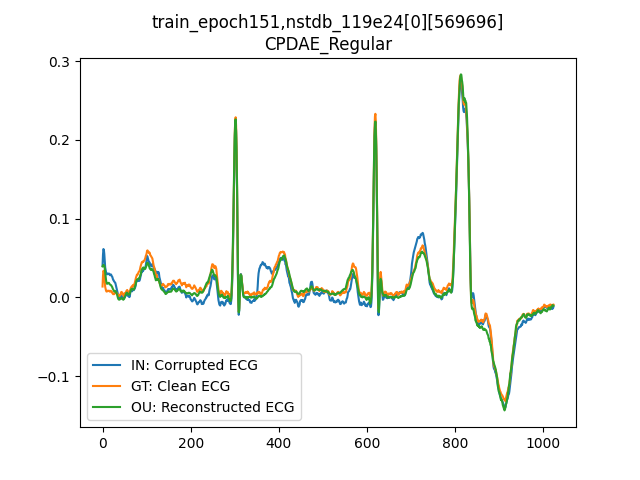 train_epoch151,nstdb_119e24[0][569696]
CPDAE_Regular
0.3
0.2
0.1
0.0
−0.1
IN: Corrupted ECG
GT: Clean ECG
OU: Reconstructed ECG
0 200 400 600 800 1000